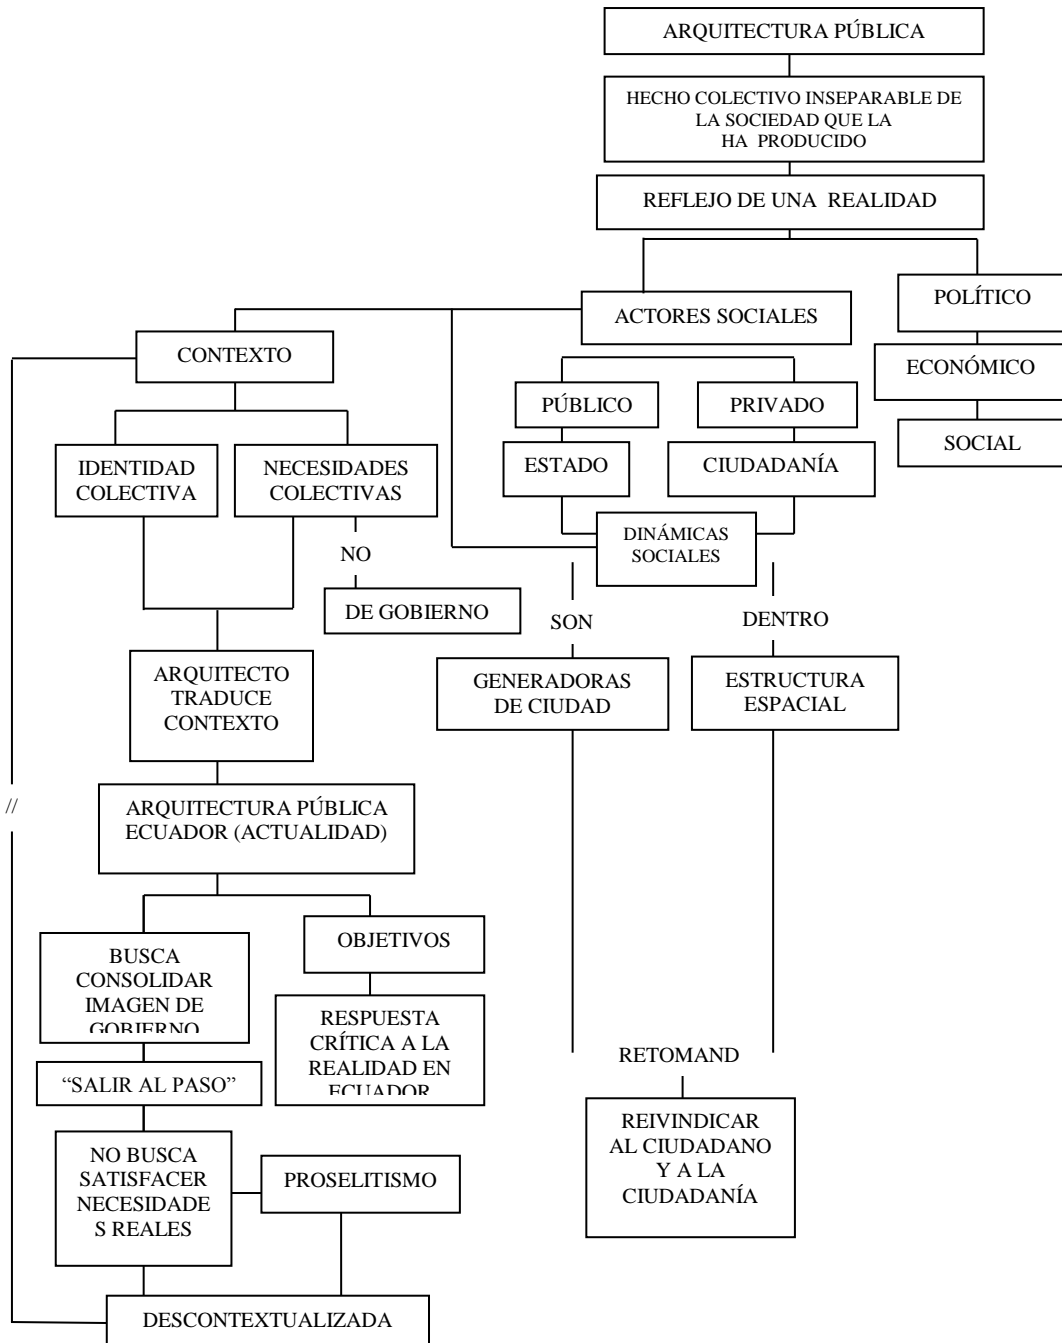 ARQUITECTURA PÚBLICA
HECHO COLECTIVO INSEPARABLE DE
LA SOCIEDAD QUE LA
HA PRODUCIDO
REFLEJO DE UNA REALIDAD
POLÍTICO
ECONÓMICO
SOCIAL
ACTORES SOCIALES
PÚBLICO
PRIVADO
ESTADO
CIUDADANÍA
DINÁMICAS
SOCIALES
CONTEXTO
IDENTIDAD
COLECTIVA
NECESIDADES
COLECTIVAS
NO
DE GOBIERNO
SON
DENTRO
GENERADORAS
DE CIUDAD
ESTRUCTURA
ESPACIAL
ARQUITECTO
TRADUCE
CONTEXTO
//
ARQUITECTURA PÚBLICA
ECUADOR (ACTUALIDAD)
BUSCA
CONSOLIDAR
IMAGEN DE
GOBIERNO
OBJETIVOS
RESPUESTA
CRÍTICA A LA
REALIDAD EN
ECUADOR
“SALIR AL PASO”
NO BUSCA
SATISFACER
NECESIDADE
S REALES
PROSELITISMO
DESCONTEXTUALIZADA
RETOMAND
REIVINDICAR
AL CIUDADANO
Y A LA
CIUDADANÍA